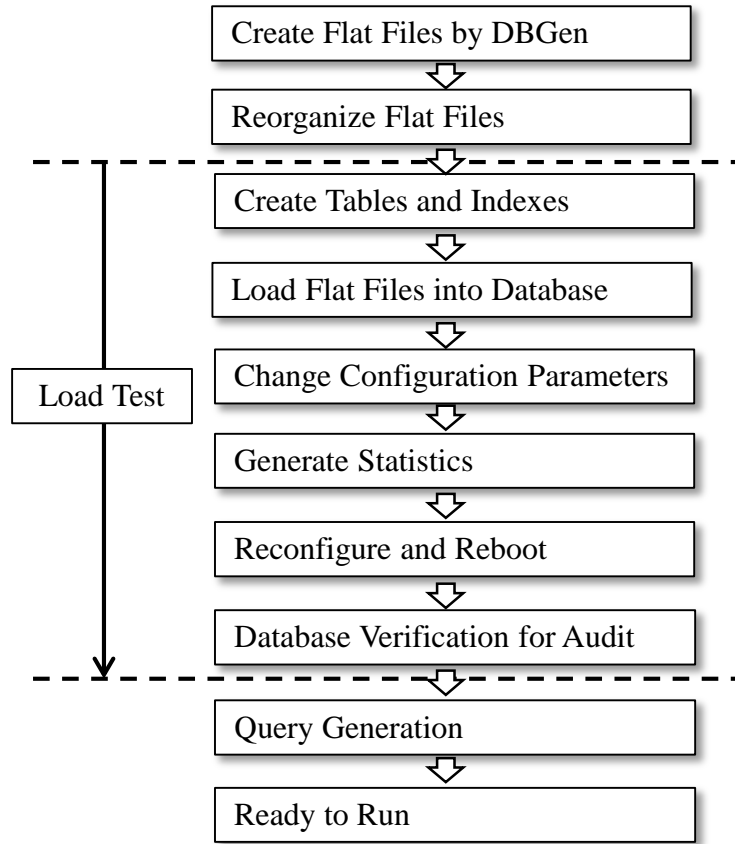 Create Flat Files by DBGen
Reorganize Flat Files
Create Tables and Indexes
Load Flat Files into Database
Change Configuration Parameters
Load Test
Generate Statistics
Reconfigure and Reboot
Database Verification for Audit
Query Generation
Ready to Run